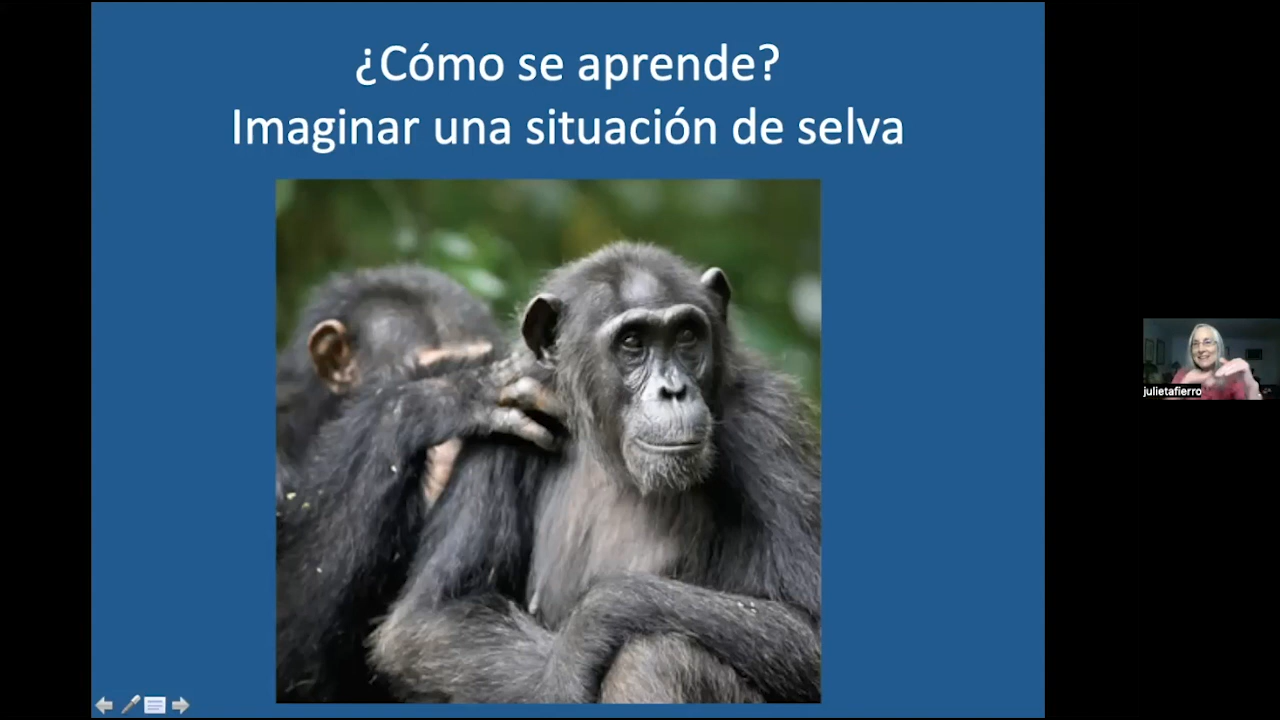 ¿Cómo se aprende?
Imaginar una situación de selva
julietafierro